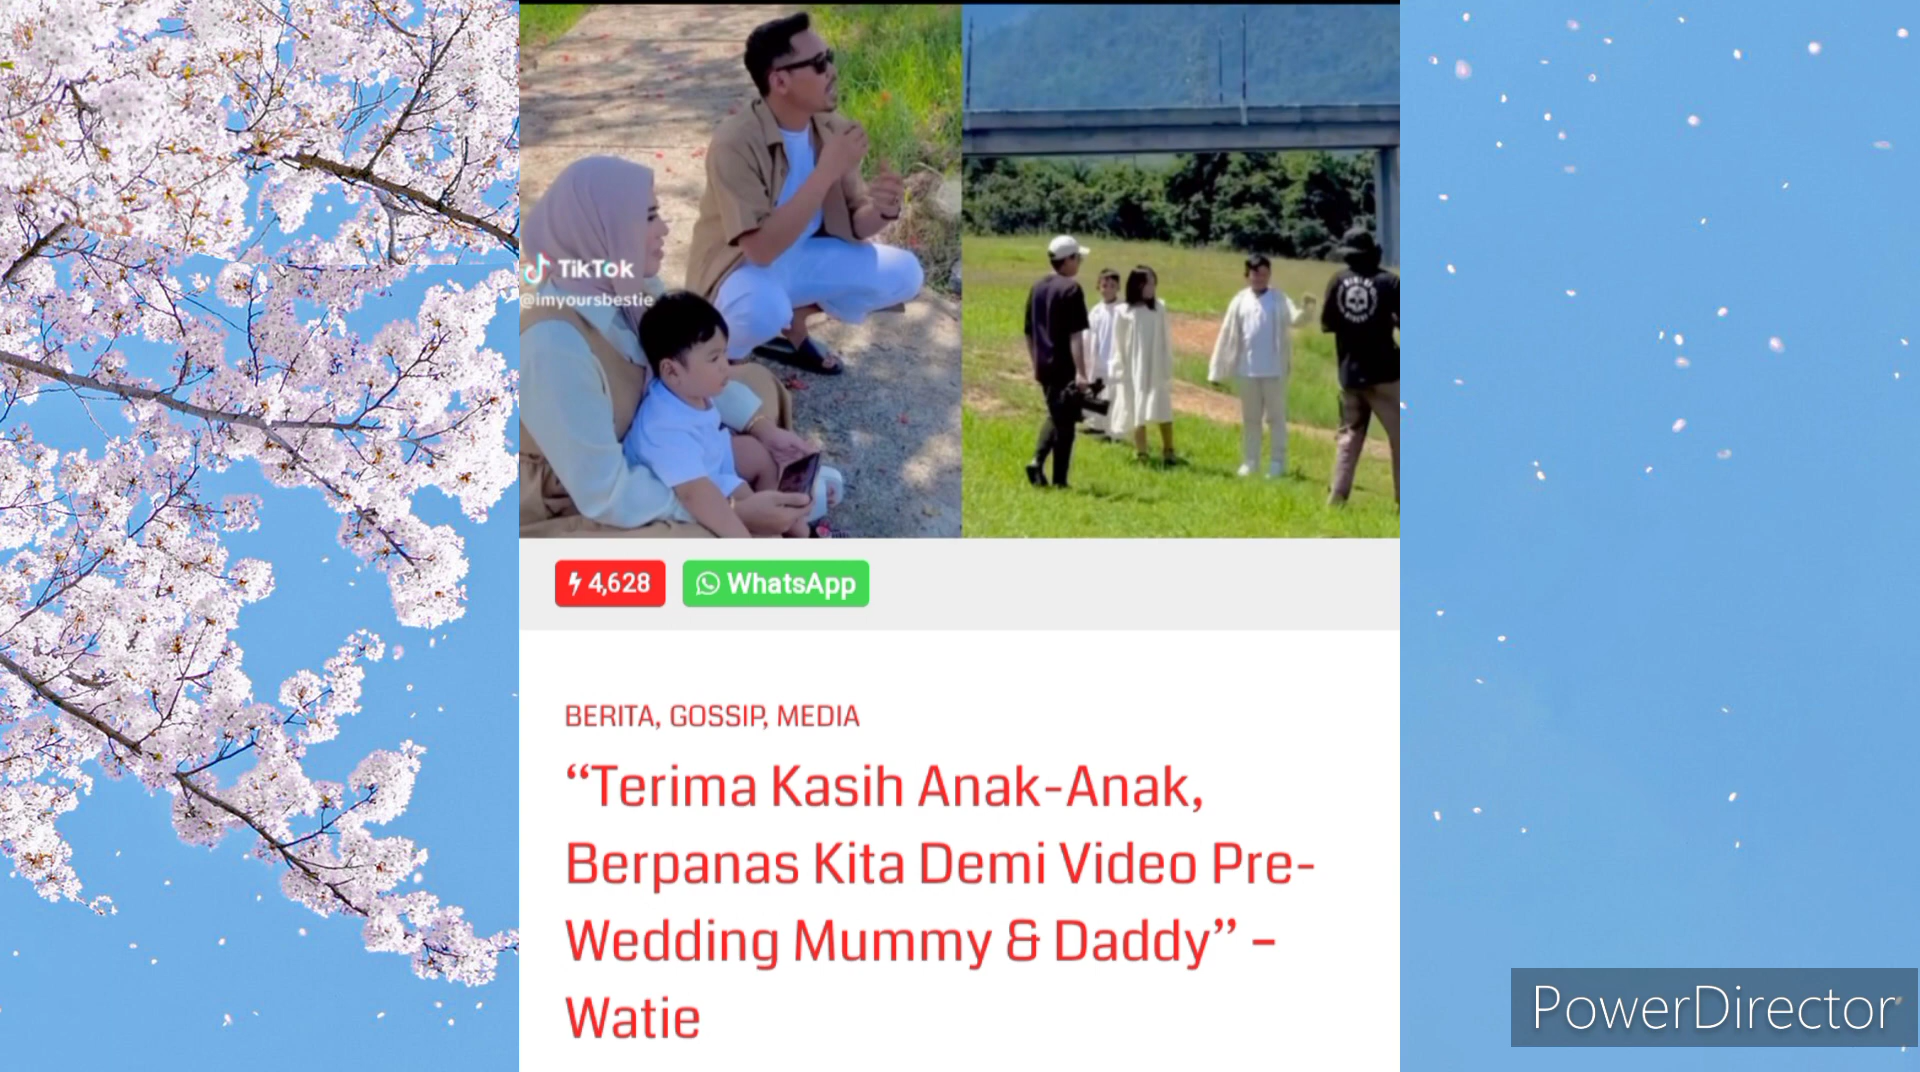 TikTok
@imyoursbestie
4,628
WhatsApp
BERITA, GOSSIP, MEDIA
“Terima Kasih Anak-Anak,
Berpanas Kita Demi Video Pre-
Wedding Mummy & Daddy” –
Watie
PowerDirector